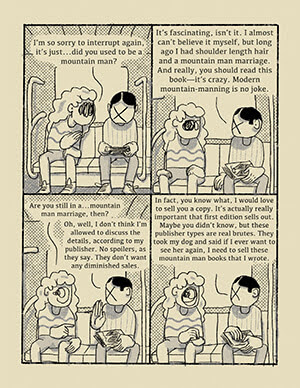 I'm so sorry to interrupt again,
it's just...did you used to be a
mountain man?
It's fascinating, isn't it. I almost
can't believe it myself, but long
ago I had shoulder length hair
and a mountain man marriage.
And really, you should read this
book—it's crazy. Modern
mountain-manning is no joke.
Are you still in a...mountain
man marriage, then?
Oh, well, I don't think I'm
allowed to discuss the
details, according to my
publisher. No spoilers, as
they say. They don't want
any diminished sales.
In fact, you know what, I would love
to sell you a copy. It's actually really
important that first edition sells out.
Maybe you didn't know, but these
publisher types are real brutes. They
took my dog and said if I ever want to
see her again, I need to sell these
mountain man books that I wrote.